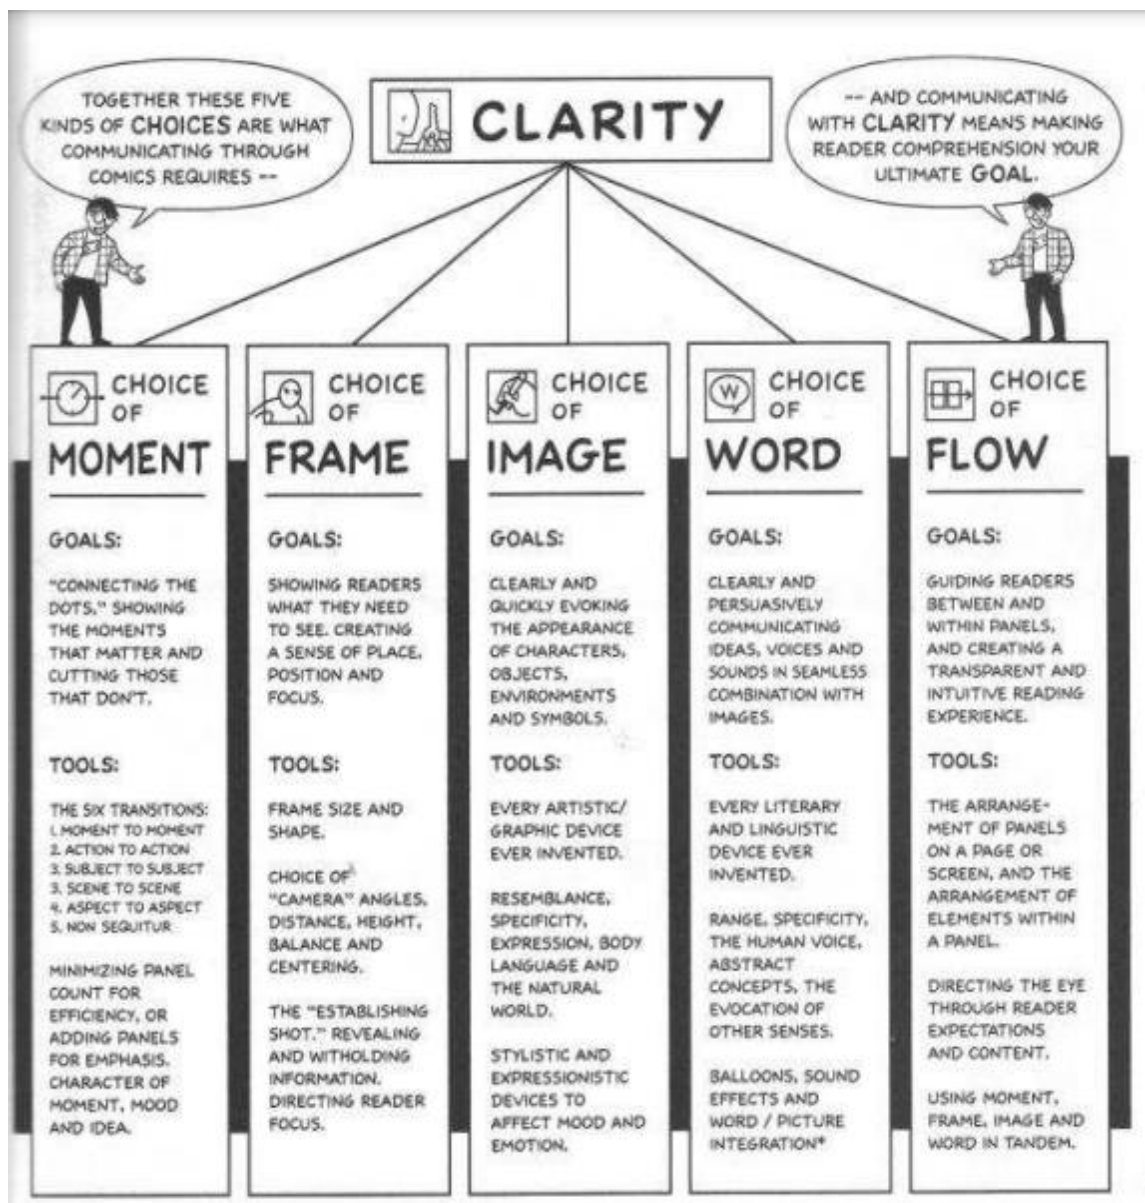 TOGETHER THESE FIVE
KINDS OF CHOICES ARE WHAT
COMMUNICATING THROUGH
COMICS REQUIRES --
CLARITY
-- AND COMMUNICATING
WITH CLARITY MEANS MAKING
READER COMPREHENSION YOUR
ULTIMATE GOAL.
CHOICE
OF
MOMENT
GOALS:
"CONNECTING THE
DOTS." SHOWING
THE MOMENTS
THAT MATTER AND
CUTTING THOSE
THAT DON'T.
TOOLS:
THE SIX TRANSITIONS:
1. MOMENT TO MOMENT
2. ACTION TO ACTION
3. SUBJECT TO SUBJECT
3. SCENE TO SCENE
4. ASPECT TO ASPECT
5. NON SEQUITUR
MINIMIZING PANEL
COUNT FOR
EFFICIENCY, OR
ADDING PANELS
FOR EMPHASIS.
CHARACTER OF
MOMENT, MOOD
AND IDEA.
CHOICE
OF
FRAME
GOALS:
SHOWING READERS
WHAT THEY NEED
TO SEE. CREATING
A SENSE OF PLACE,
POSITION AND
FOCUS.
TOOLS:
FRAME SIZE AND
SHAPE.
CHOICE OF
"CAMERA" ANGLES,
DISTANCE, HEIGHT,
BALANCE AND
CENTERING.
THE "ESTABLISHING
SHOT." REVEALING
AND WITHOLDING
INFORMATION.
DIRECTING READER
FOCUS.
CHOICE
OF
IMAGE
GOALS:
CLEARLY AND
QUICKLY EVOKING
THE APPEARANCE
OF CHARACTERS,
OBJECTS,
ENVIRONMENTS
AND SYMBOLS.
TOOLS:
EVERY ARTISTIC/
GRAPHIC DEVICE
EVER INVENTED.
RESEMBLANCE,
SPECIFICITY,
EXPRESSION, BODY
LANGUAGE AND
THE NATURAL
WORLD.
STYLISTIC AND
EXPRESSIONISTIC
DEVICES TO
AFFECT MOOD AND
EMOTION.
W
CHOICE
OF
WORD
GOALS:
CLEARLY AND
PERSUASIVELY
COMMUNICATING
IDEAS, VOICES AND
SOUNDS IN SEAMLESS
COMBINATION WITH
IMAGES.
TOOLS:
EVERY LITERARY
AND LINGUISTIC
DEVICE EVER
INVENTED.
RANGE, SPECIFICITY,
THE HUMAN VOICE,
ABSTRACT
CONCEPTS, THE
EVOCATION OF
OTHER SENSES.
BALLOONS, SOUND
EFFECTS AND
WORD / PICTURE
INTEGRATION*
CHOICE
OF
FLOW
GOALS:
GUIDING READERS
BETWEEN AND
WITHIN PANELS,
AND CREATING A
TRANSPARENT AND
INTUITIVE READING
EXPERIENCE.
TOOLS:
THE ARRANGE-
MENT OF PANELS
ON A PAGE OR
SCREEN, AND THE
ARRANGEMENT OF
ELEMENTS WITHIN
A PANEL.
DIRECTING THE EYE
THROUGH READER
EXPECTATIONS
AND CONTENT.
USING MOMENT,
FRAME, IMAGE AND
WORD IN TANDEM.